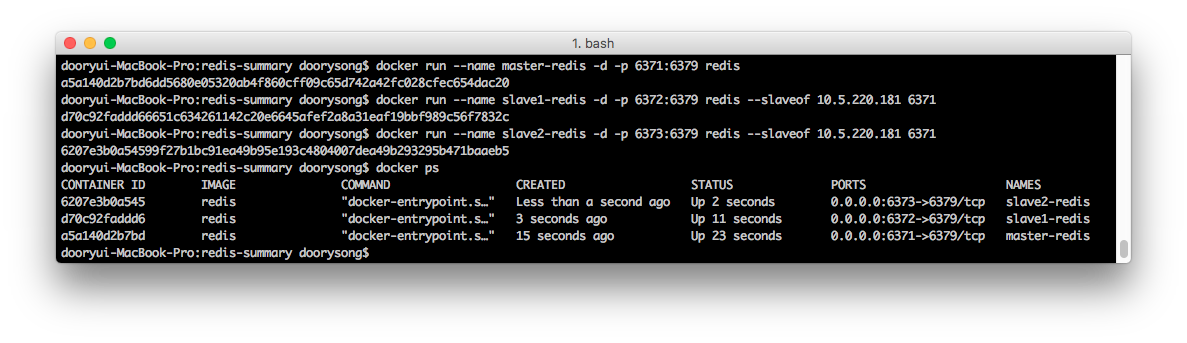 1. bash
dooryui-MacBook-Pro:redis-summary doorysong$ docker run --name master-redis -d -p 6371:6379 redis
a5a140d2b7bd6dd5680e05320ab4f860cff09c65d742a42fc028cfec654dac20
dooryui-MacBook-Pro:redis-summary doorysong$ docker run --name slave1-redis -d -p 6372:6379 redis --slaveof 10.5.220.181 6371
d70c92faddd66651c634261142c20e6645afef2a8a31eaf19bbf989c56f7832c
dooryui-MacBook-Pro:redis-summary doorysong$ docker run --name slave2-redis -d -p 6373:6379 redis --slaveof 10.5.220.181 6371
6207e3b0a54599f27b1bc91ea49b95e193c4804007dea49b293295b471baaeb5
dooryui-MacBook-Pro:redis-summary doorysong$ docker ps
CONTAINER ID IMAGE COMMAND CREATED STATUS PORTS NAMES
6207e3b0a545 redis "docker-entrypoint.s…" Less than a second ago Up 2 seconds 0.0.0.0:6373->6379/tcp slave2-redis
d70c92faddd6 redis "docker-entrypoint.s…" 3 seconds ago Up 11 seconds 0.0.0.0:6372->6379/tcp slave1-redis
a5a140d2b7bd redis "docker-entrypoint.s…" 15 seconds ago Up 23 seconds 0.0.0.0:6371->6379/tcp master-redis
dooryui-MacBook-Pro:redis-summary doorysong$